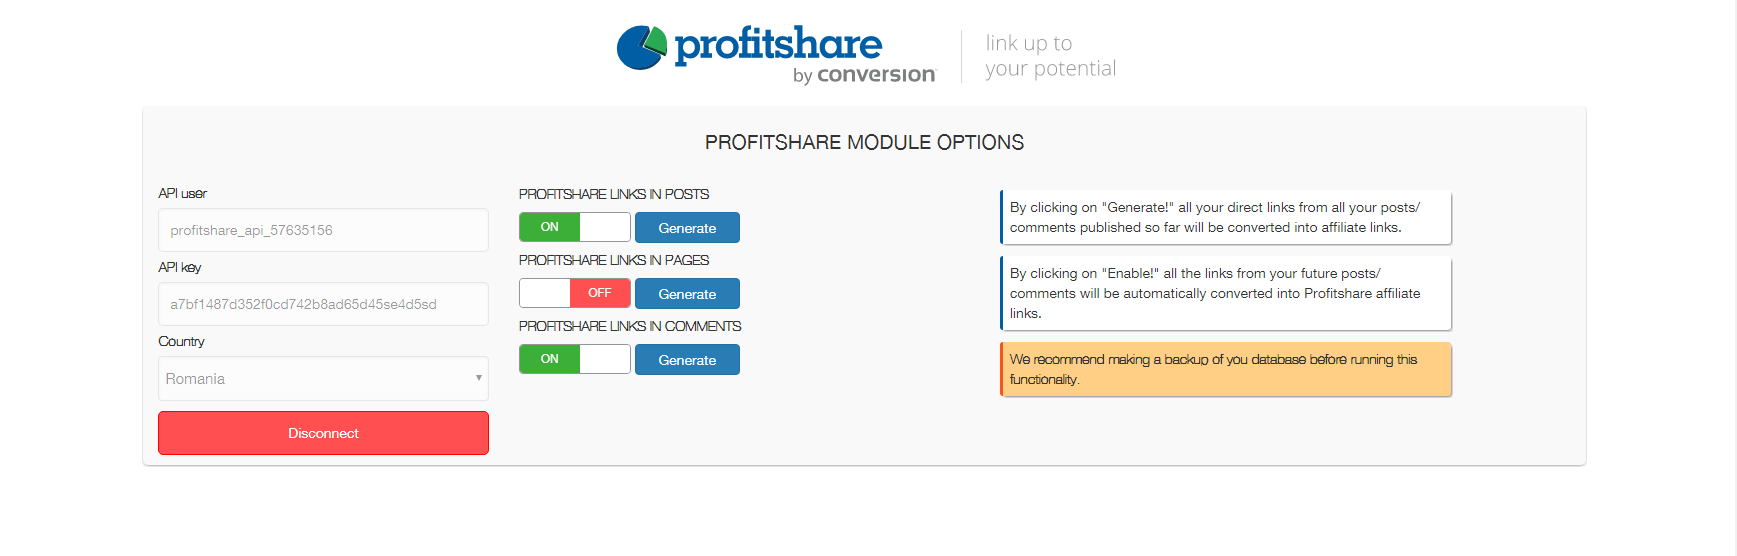 profitshare
by conversion
link up to
your potential
PROFITSHARE MODULE OPTIONS
API user
profitshare_api_57635156
API key
a7bf1487d352f0cd742b8ad65d45se4d5sd
Country
Romania
Disconnect
PROFITSHARE LINKS IN POSTS
ON
Generate
PROFITSHARE LINKS IN PAGES
OFF
Generate
PROFITSHARE LINKS IN COMMENTS
ON
Generate
By clicking on "Generate!" all your direct links from all your posts/
comments published so far will be converted into affiliate links.
By clicking on "Enable!" all the links from your future posts/
comments will be automatically converted into Profitshare affiliate
links.
We recommend making a backup of you database before running this
functionality.